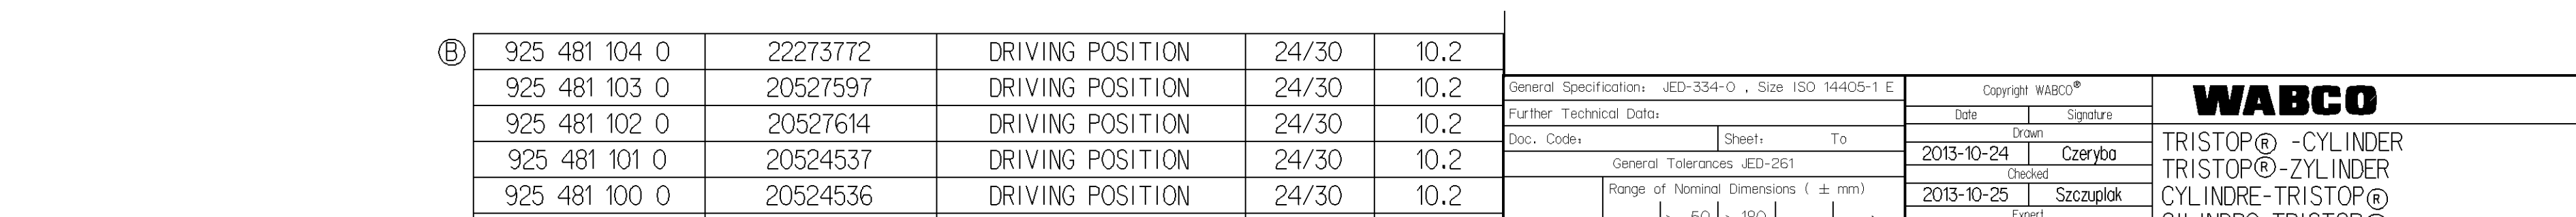 Ⓑ 925 481 104 0 22273772 DRIVING POSITION 24/30 10.2
925 481 103 0 20527597 DRIVING POSITION 24/30 10.2
925 481 102 0 20527614 DRIVING POSITION 24/30 10.2
925 481 101 0 20524537 DRIVING POSITION 24/30 10.2
925 481 100 0 20524536 DRIVING POSITION 24/30 10.2
General Specification: JED-334-0 , Size ISO 14405-1 E
Further Technical Data:
Doc. Code: Sheet: To
General Tolerances JED-261
Range of Nominal Dimensions ( ± mm)
Copyright WABCO®
Date Signature
Drawn
2013-10-24 Czeryba
Checked
2013-10-25 Szczuplak
WABCO
TRISTOP® -CYLINDER
TRISTOP®-ZYLINDER
CYLINDRE-TRISTOP®